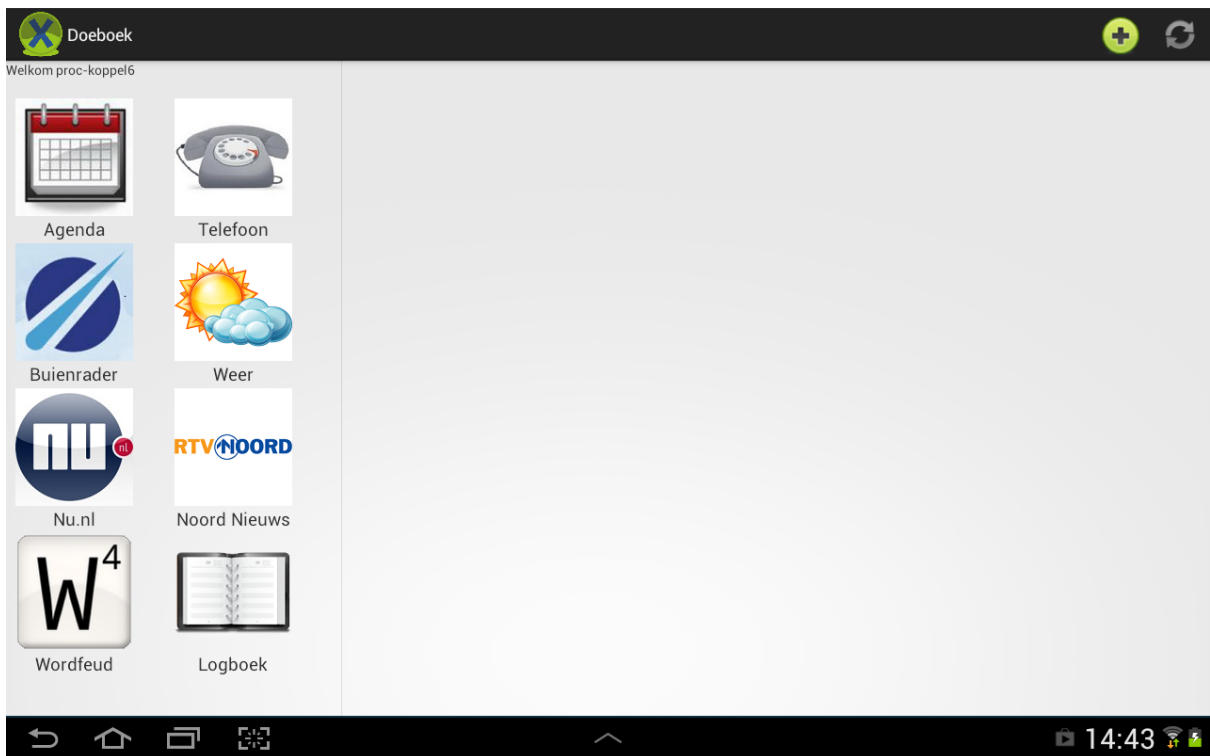 Doeboek
Welkom proc-koppel6
Agenda
Telefoon
Buienrader
Weer
nu
nl
RTV NOORD
Nu.nl
Noord Nieuws
W4
Wordfeud
Logboek
14:43